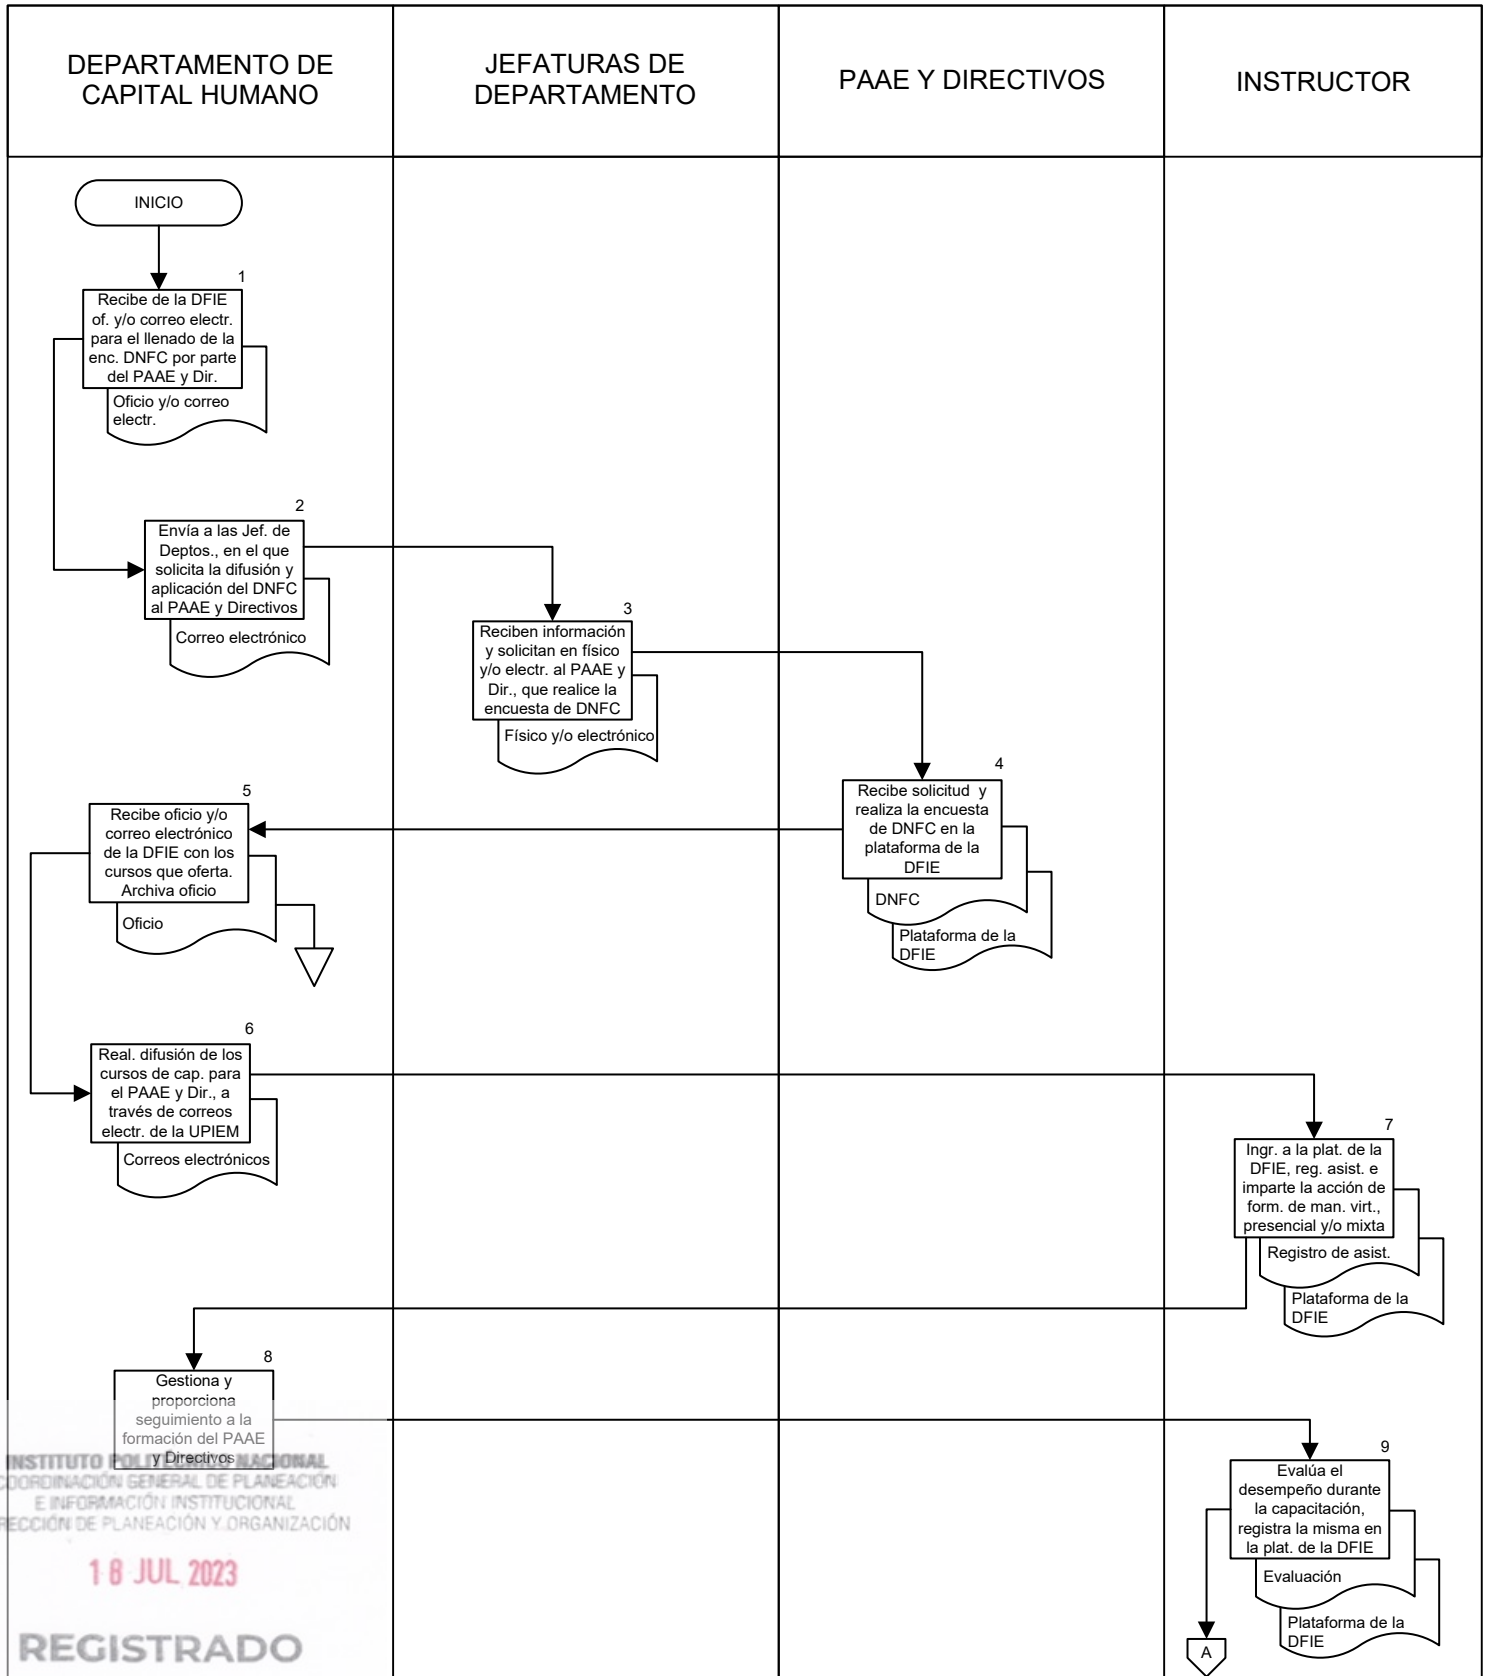 DEPARTAMENTO DE
CAPITAL HUMANO
JEFATURAS DE
DEPARTAMENTO
PAAE Y DIRECTIVOS
INSTRUCTOR
INICIO
1
Recibe de la DFIE
of. y/o correo electr.
para el llenado de la
enc. DNFC por parte
del PAAE y Dir.
Oficio y/o correo
electr.
2
Envía a las Jef. de
Deptos., en el que
solicita la difusión y
aplicación del DNFC
al PAAE y Directivos
Correo electrónico
3
Reciben información
y solicitan en físico
y/o electr. al PAAE y
Dir., que realice la
encuesta de DNFC
Físico y/o electrónico
4
Recibe solicitud y
realiza la encuesta
de DNFC en la
plataforma de la
DFIE
DNFC
Plataforma de la
DFIE
5
Recibe oficio y/o
correo electrónico
de la DFIE con los
cursos que oferta.
Archiva oficio
Oficio
6
Real. difusión de los
cursos de cap. para
el PAAE y Dir., a
través de correos
electr. de la UPIEM
Correos electrónicos
7
Ingr. a la plat. de la
DFIE, reg. asist. e
imparte la acción de
form. de man. virt.,
presencial y/o mixta
Registro de asist.
Plataforma de la
DFIE
8
Gestiona y
proporciona
seguimiento a la
formación del PAAE
y Directivos
9
Evalúa el
desempeño durante
la capacitación,
registra la misma en
la plat. de la DFIE
Evaluación
Plataforma de la
DFIE
A
INSTITUTO POLITÉCNICO NACIONAL
COORDINACIÓN GENERAL DE PLANEACIÓN
E INFORMACIÓN INSTITUCIONAL
RECCIÓN DE PLANEACIÓN Y ORGANIZACIÓN
18 JUL 2023
REGISTRADO